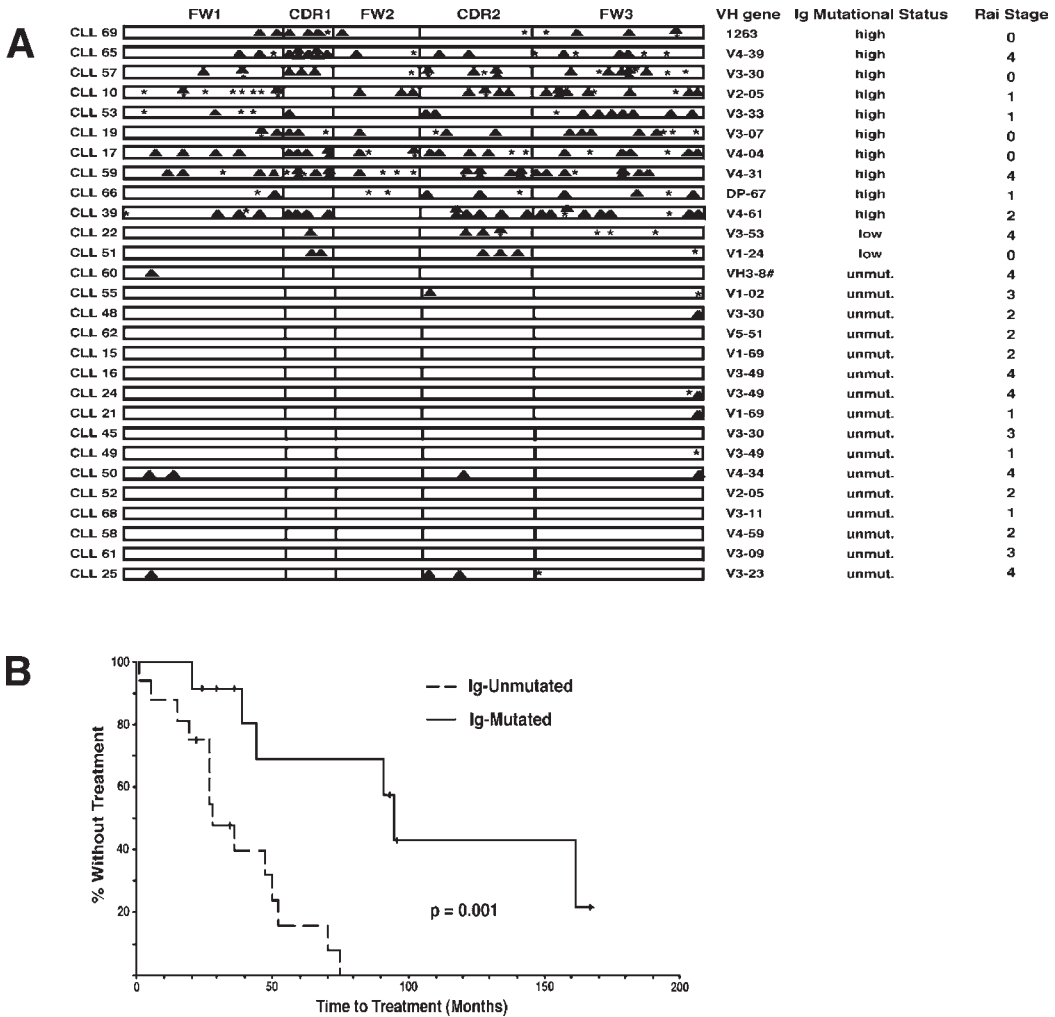 A
FW1 CDR1 FW2 CDR2 FW3 VH gene Ig Mutational Status Rai Stage
CLL 69 1263 high 0
CLL 65 V4-39 high 4
CLL 57 V3-30 high 0
CLL 10 V2-05 high 1
CLL 53 V3-33 high 1
CLL 19 V3-07 high 0
CLL 17 V4-04 high 0
CLL 59 V4-31 high 4
CLL 66 DP-67 high 1
CLL 39 V4-61 high 2
CLL 22 V3-53 low 4
CLL 51 V1-24 low 0
CLL 60 VH3-8# unmut. 4
CLL 55 V1-02 unmut. 3
CLL 48 V3-30 unmut. 2
CLL 62 V5-51 unmut. 2
CLL 15 V1-69 unmut. 2
CLL 16 V3-49 unmut. 4
CLL 24 V3-49 unmut. 4
CLL 21 V1-69 unmut. 1
CLL 45 V3-30 unmut. 3
CLL 49 V3-49 unmut. 1
CLL 50 V4-34 unmut. 4
CLL 52 V2-05 unmut. 2
CLL 68 V3-11 unmut. 1
CLL 58 V4-59 unmut. 2
CLL 61 V3-09 unmut. 3
CLL 25 V3-23 unmut. 4
B
100
80
60
40
20
% Without Treatment
Ig-Unmutated
Ig-Mutated
p = 0.001
0 50 100 150 200
Time to Treatment (Months)